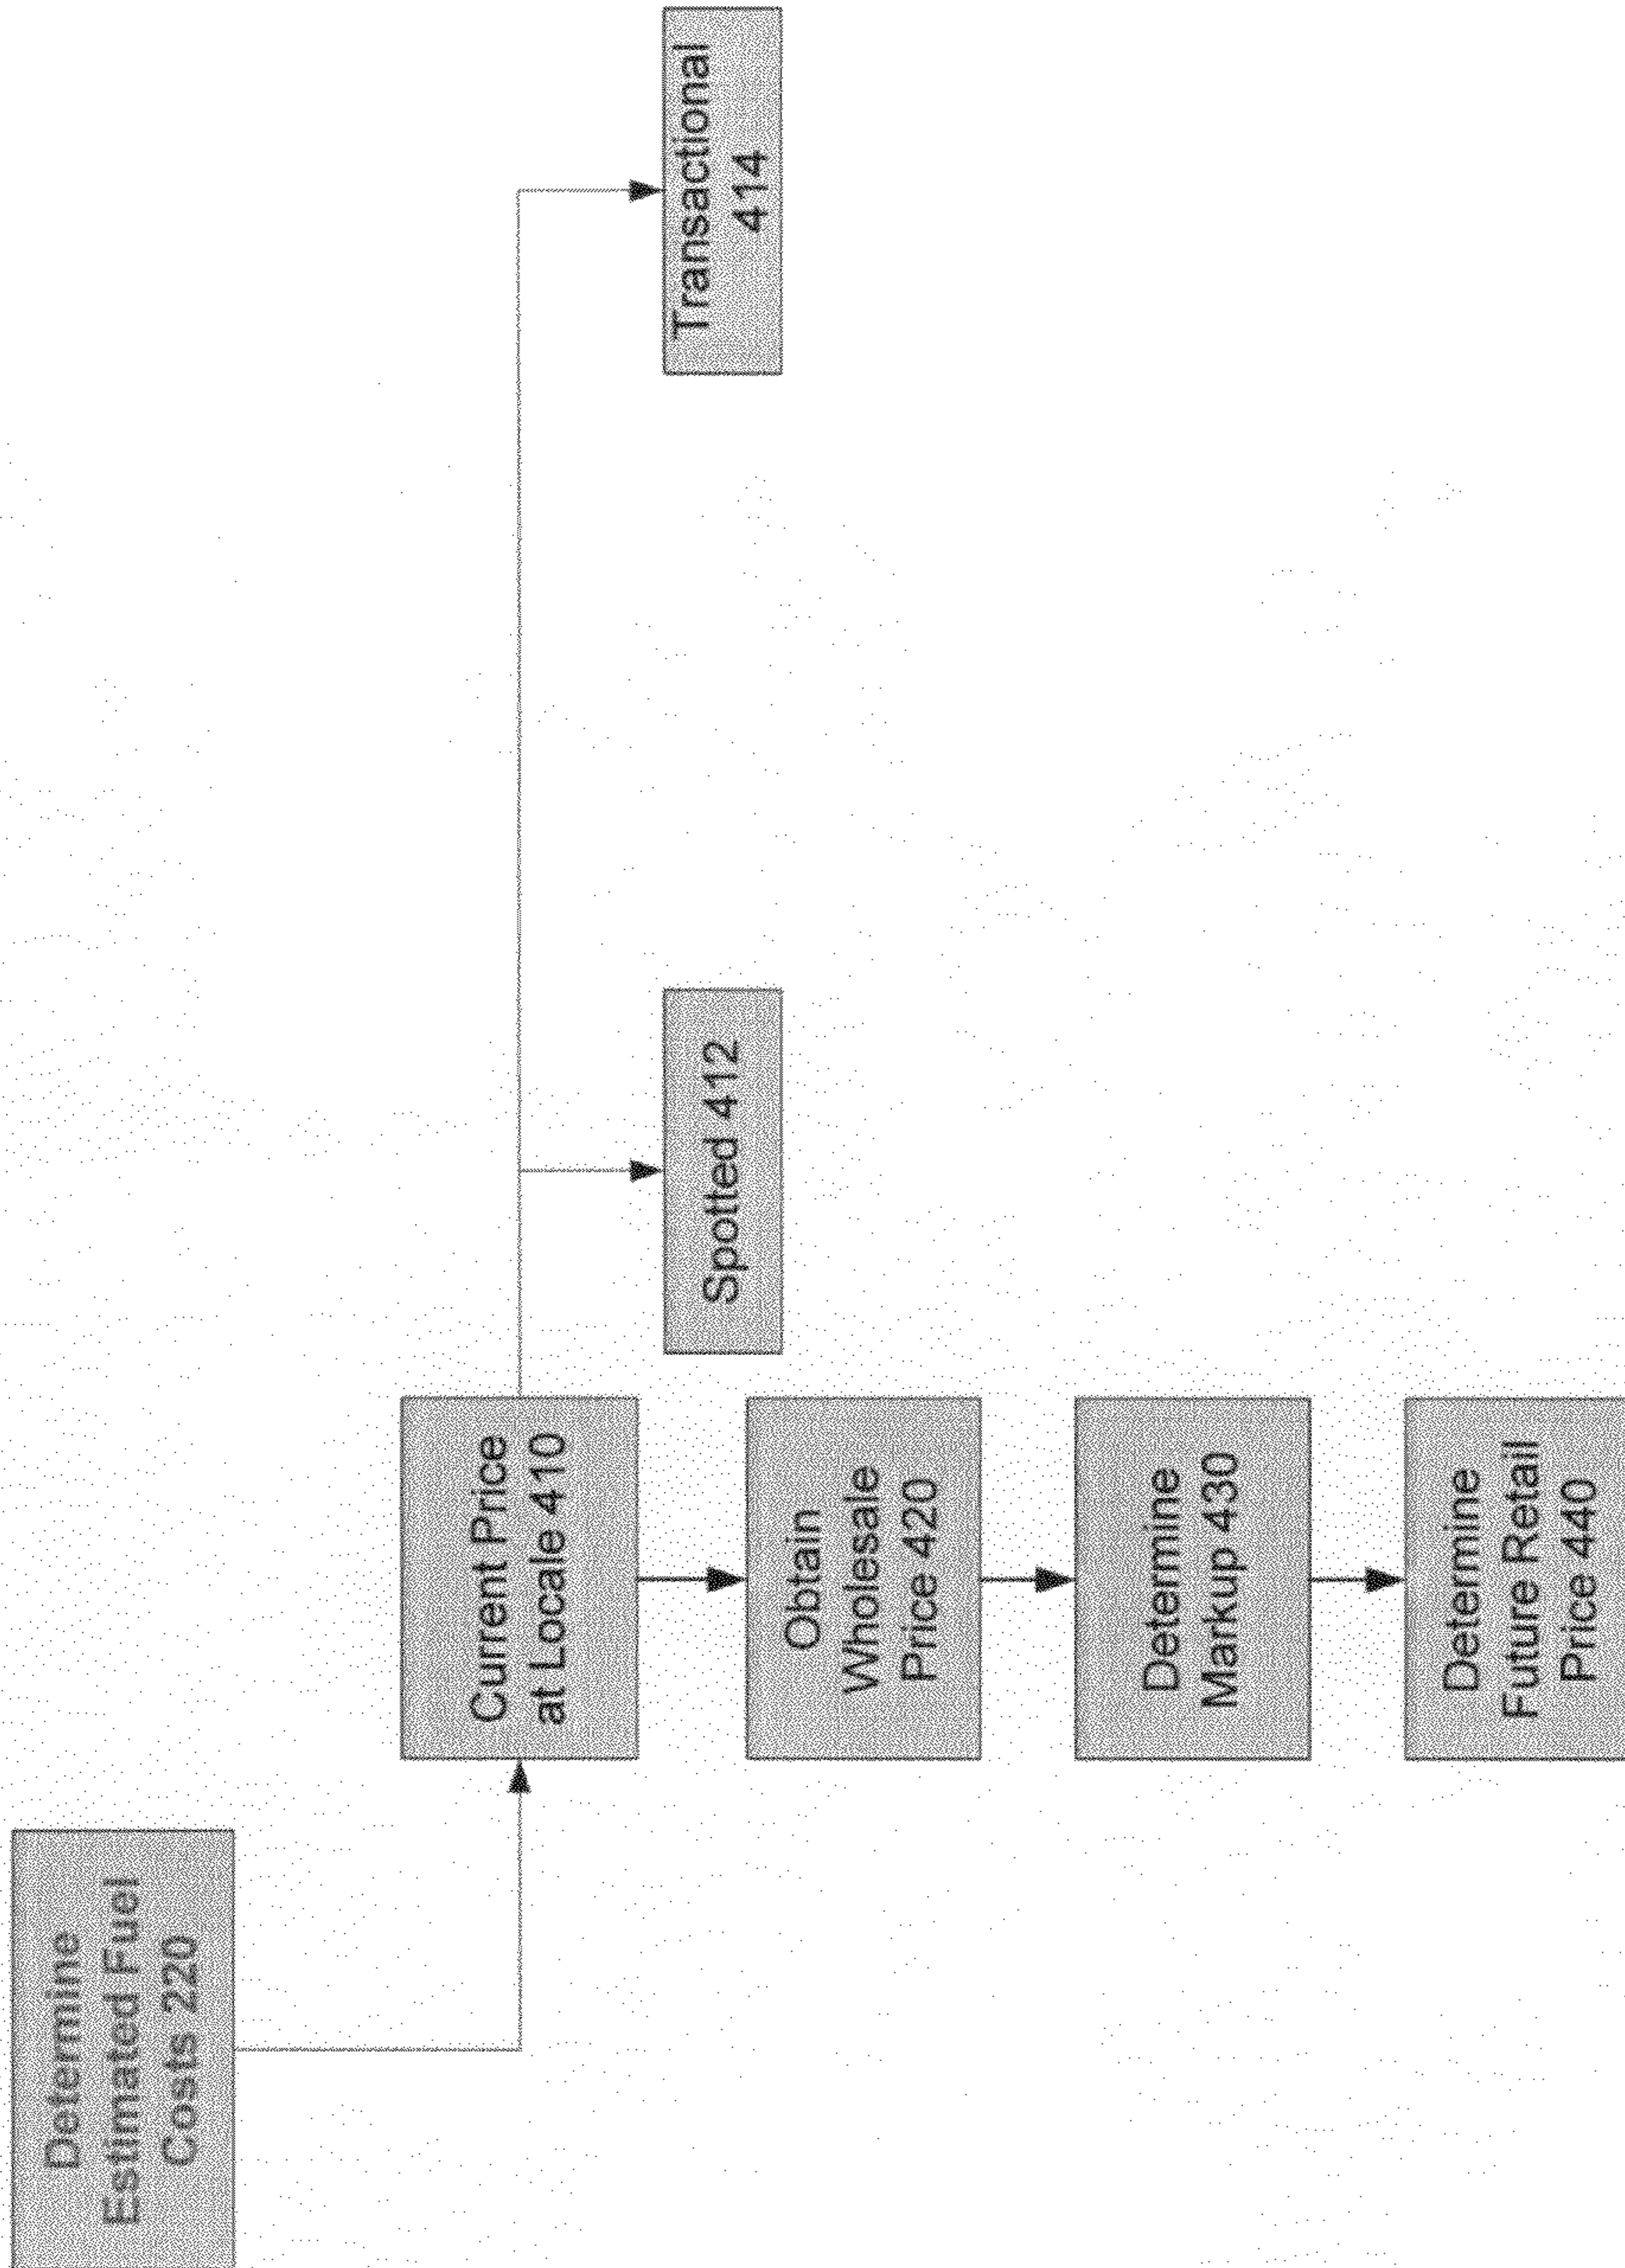 Determine
Estimated Fuel
Costs 220
Current Price
at Locale 410
Spotted 412
Transactional
414
Obtain
Wholesale
Price 420
Determine
Markup 430
Determine
Future Retail
Price 440